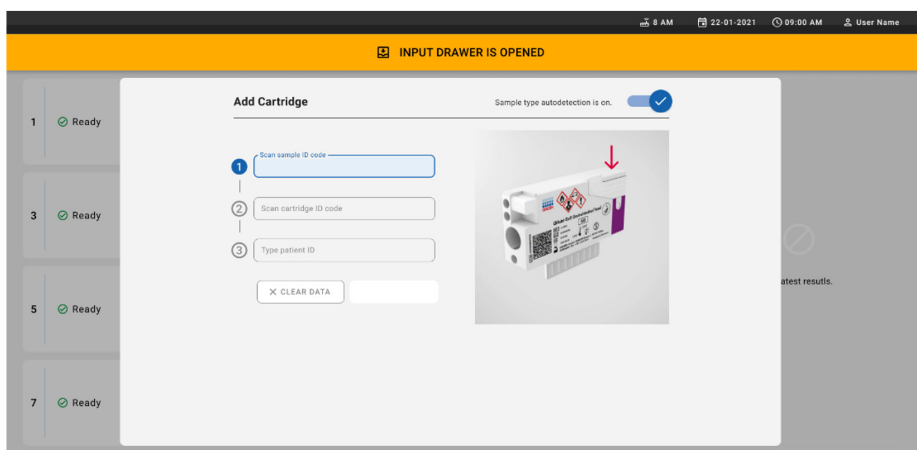 8 AM 22-01-2021 09:00 AM User Name
INPUT DRAWER IS OPENED
Add Cartridge
Sample type autodetection is on.
1 Ready
Scan sample ID code
1
2 Scan cartridge ID code
3 Ready
3 Type patient ID
CLEAR DATA
atest resutls.
5 Ready
7 Ready